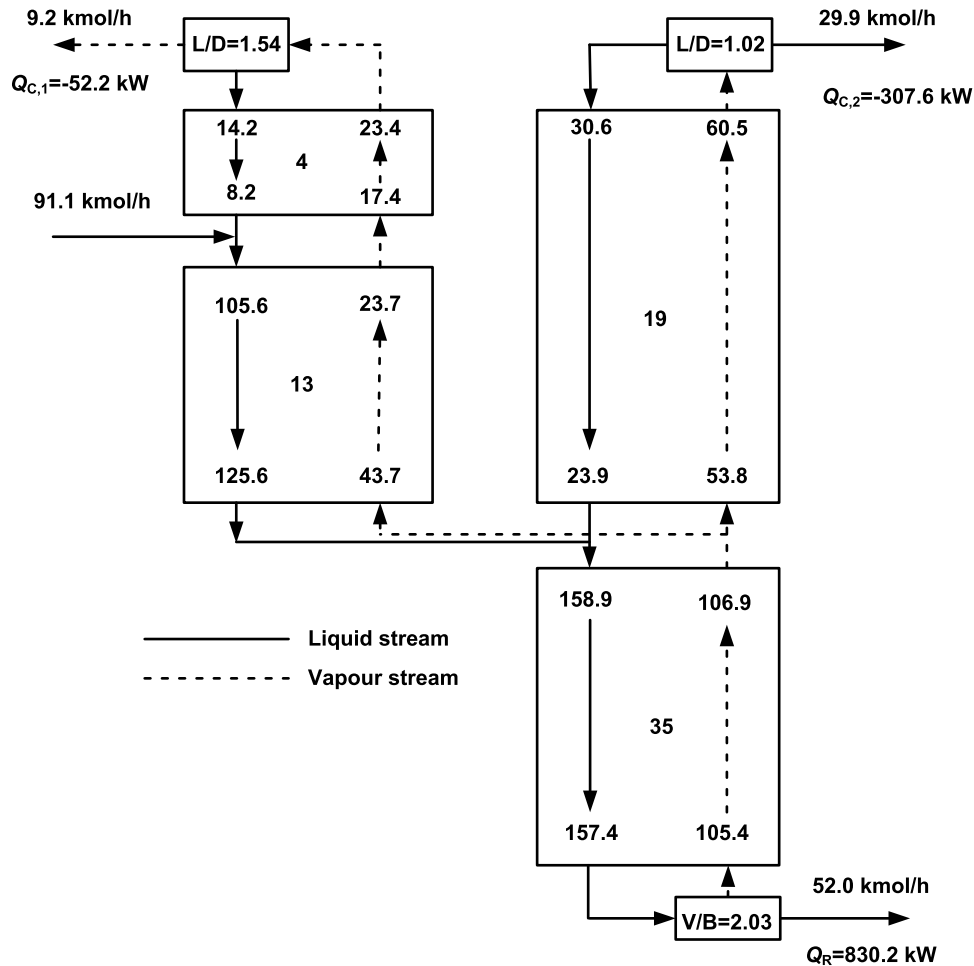 9.2 kmol/h
L/D=1.54
Q_C,1=-52.2 kW
14.2 23.4
4
8.2 17.4
91.1 kmol/h
105.6 23.7
13
125.6 43.7
L/D=1.02
29.9 kmol/h
Q_C,2=-307.6 kW
30.6 60.5
19
23.9 53.8
158.9 106.9
35
157.4 105.4
V/B=2.03
52.0 kmol/h
Q_R=830.2 kW
Liquid stream
Vapour stream